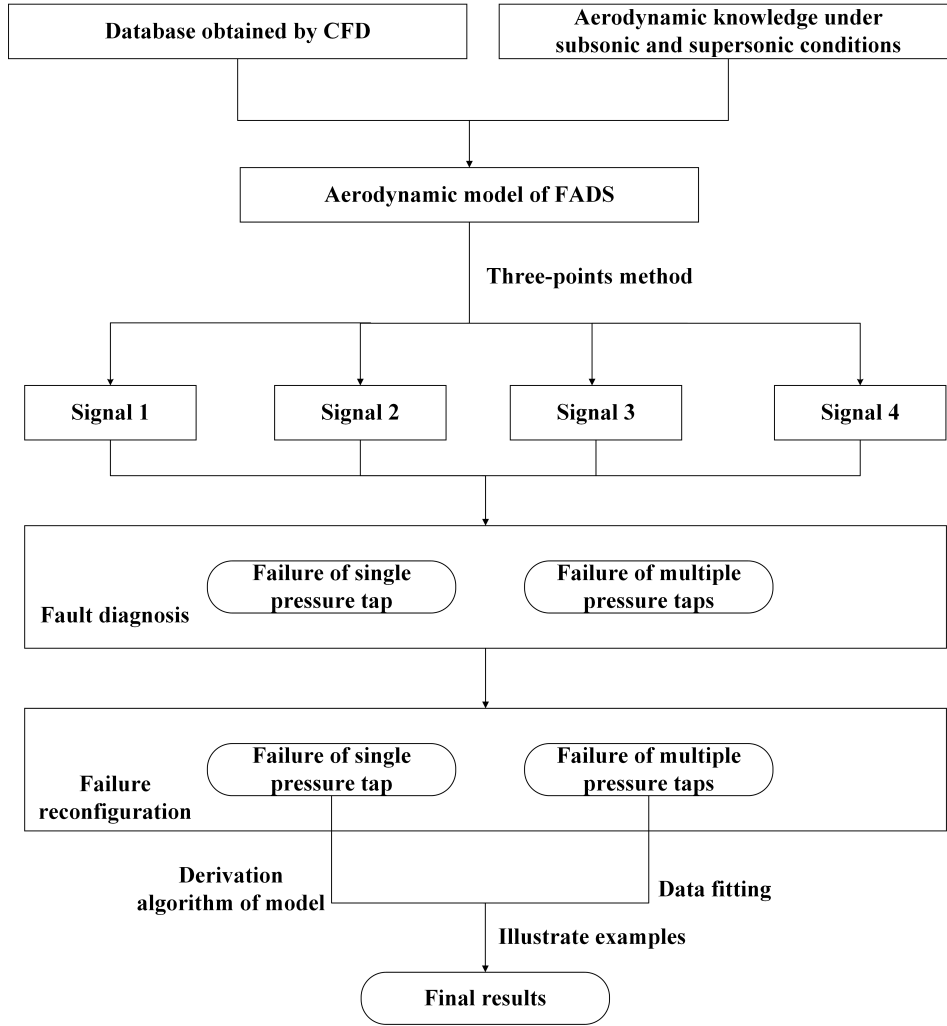 Database obtained by CFD
Aerodynamic knowledge under
subsonic and supersonic conditions
Aerodynamic model of FADS
Three-points method
Signal 1
Signal 2
Signal 3
Signal 4
Fault diagnosis
Failure of single
pressure tap
Failure of multiple
pressure taps
Failure
reconfiguration
Failure of single
pressure tap
Failure of multiple
pressure taps
Derivation
algorithm of model
Data fitting
Illustrate examples
Final results